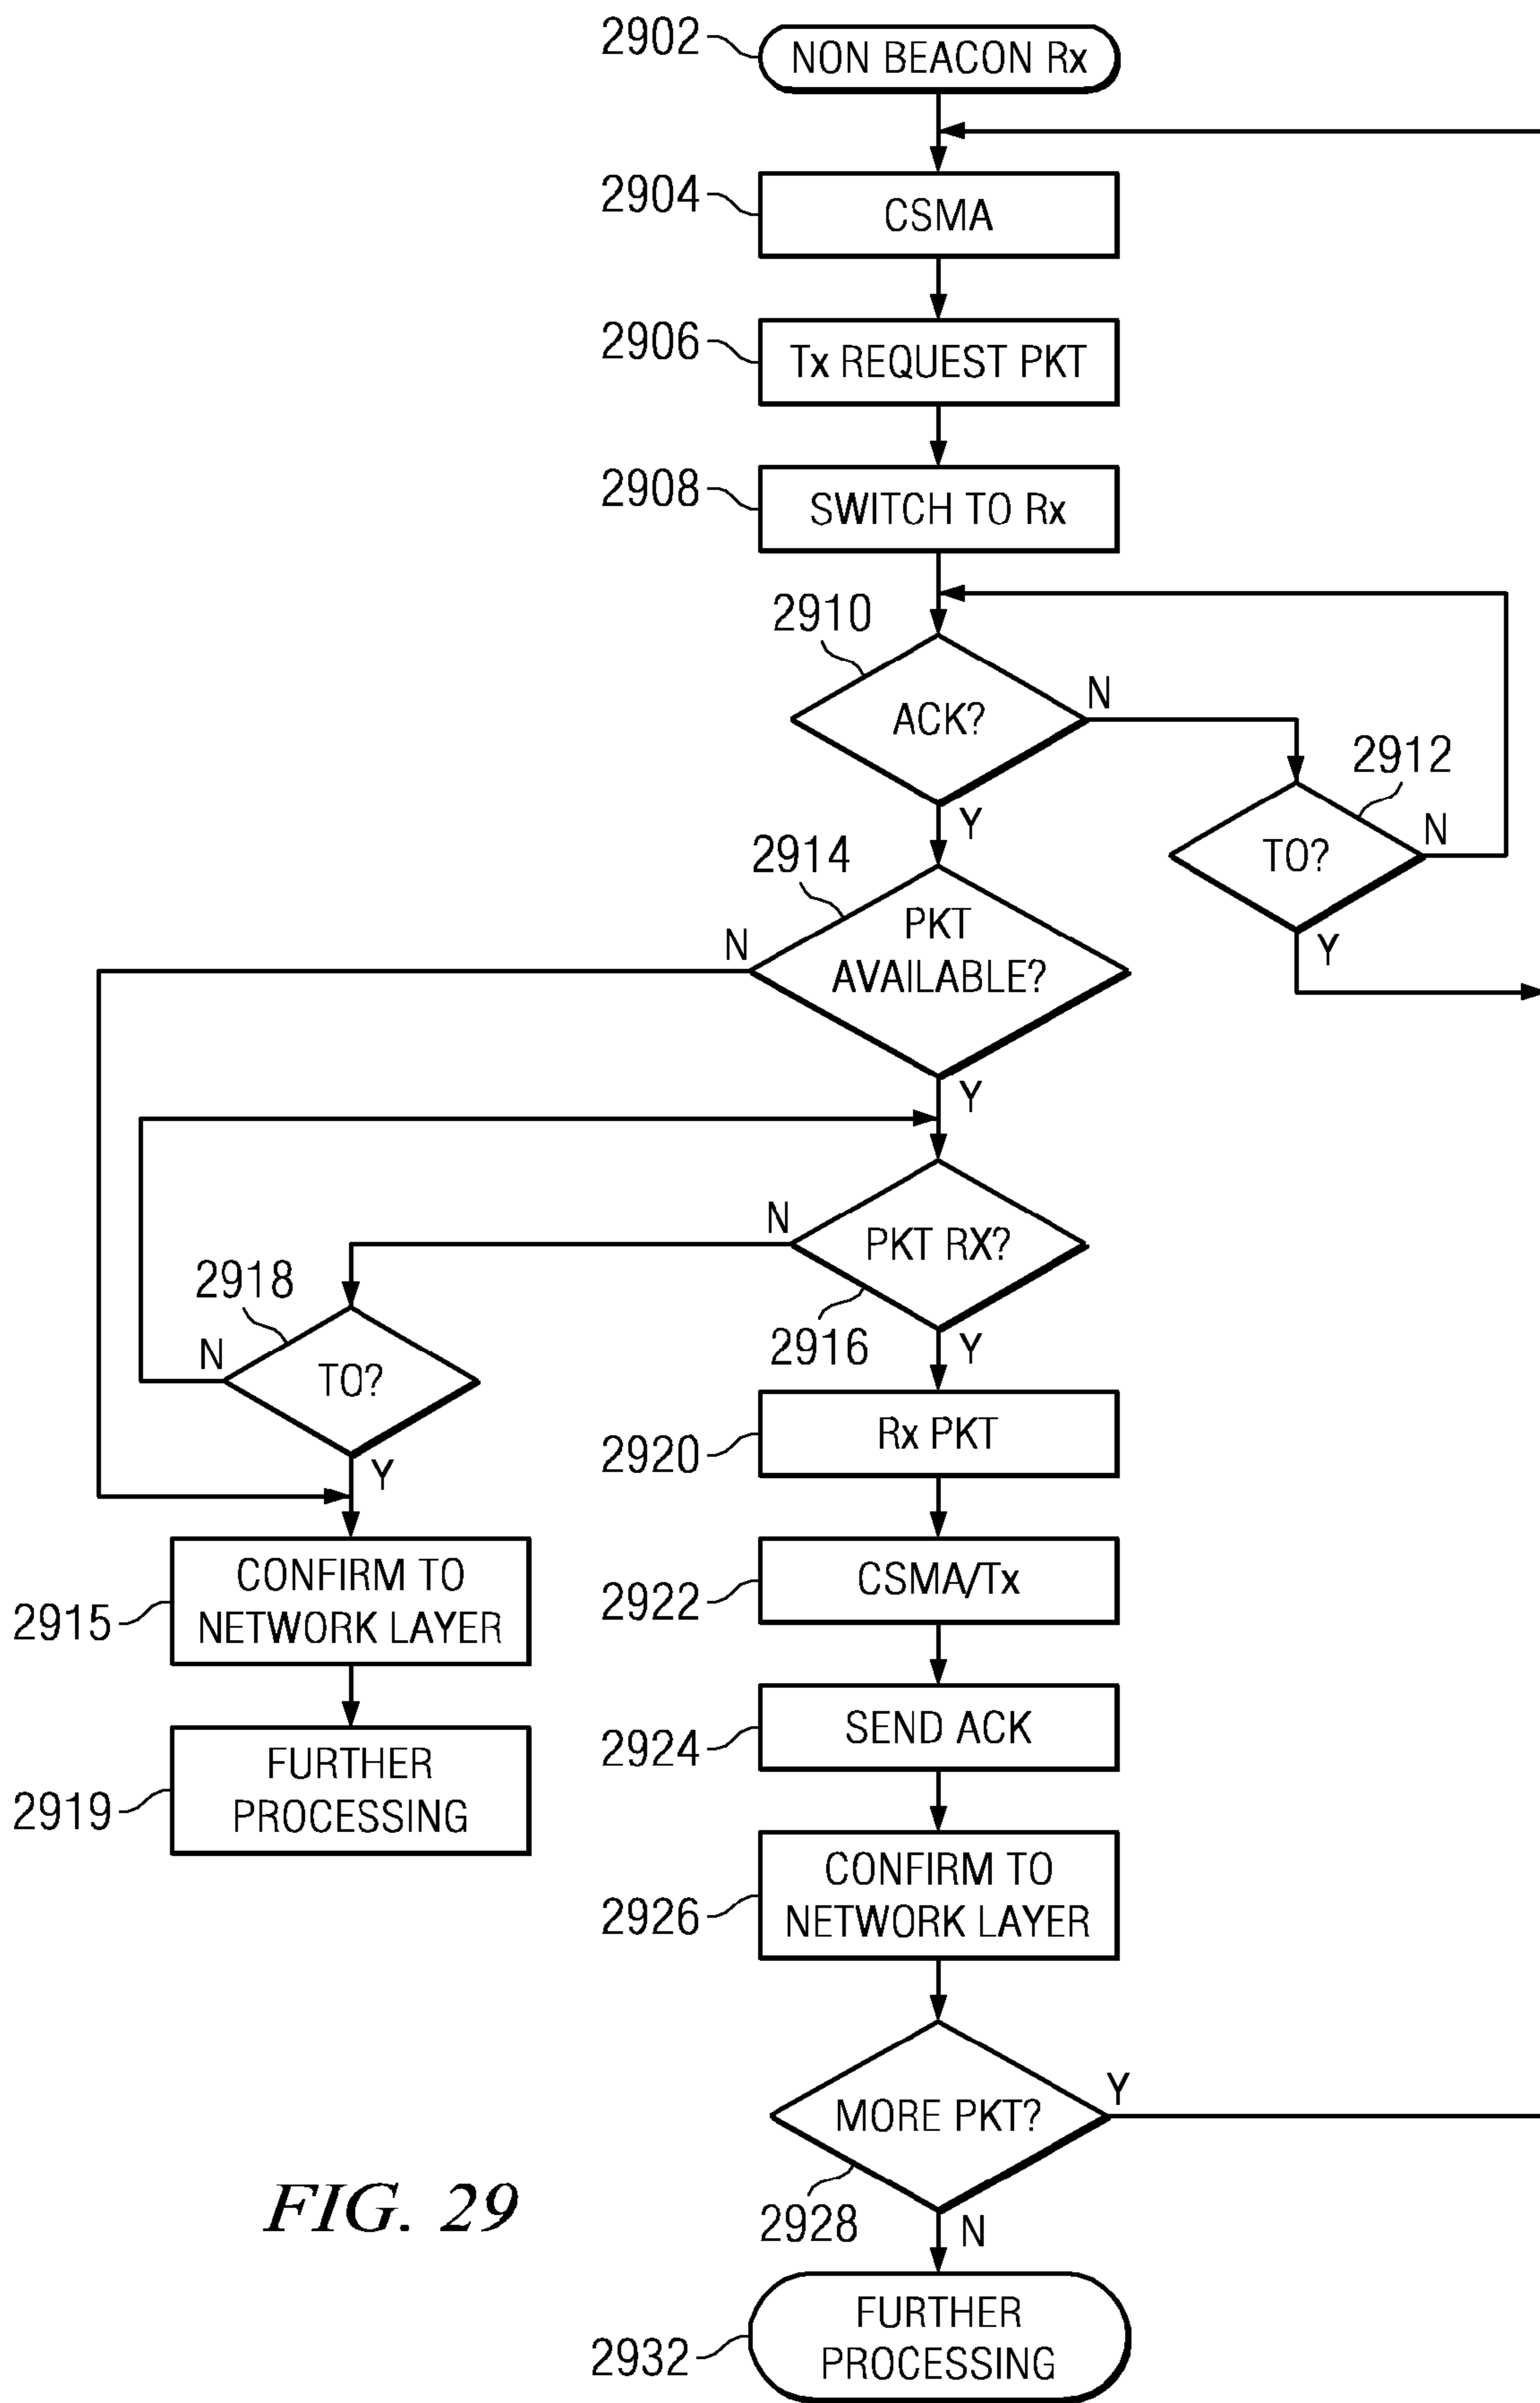 2902
NON BEACON Rx
2904
CSMA
2906
Tx REQUEST PKT
2908
SWITCH TO Rx
2910
ACK?
N
Y
2912
TO?
N
Y
2914
PKT
AVAILABLE?
N
Y
PKT RX?
N
2916
Y
2918
N
TO?
Y
2920
Rx PKT
2915
CONFIRM TO
NETWORK LAYER
2922
CSMA/Tx
2919
FURTHER
PROCESSING
2924
SEND ACK
2926
CONFIRM TO
NETWORK LAYER
MORE PKT?
Y
2928
N
FIG. 29
2932
FURTHER
PROCESSING